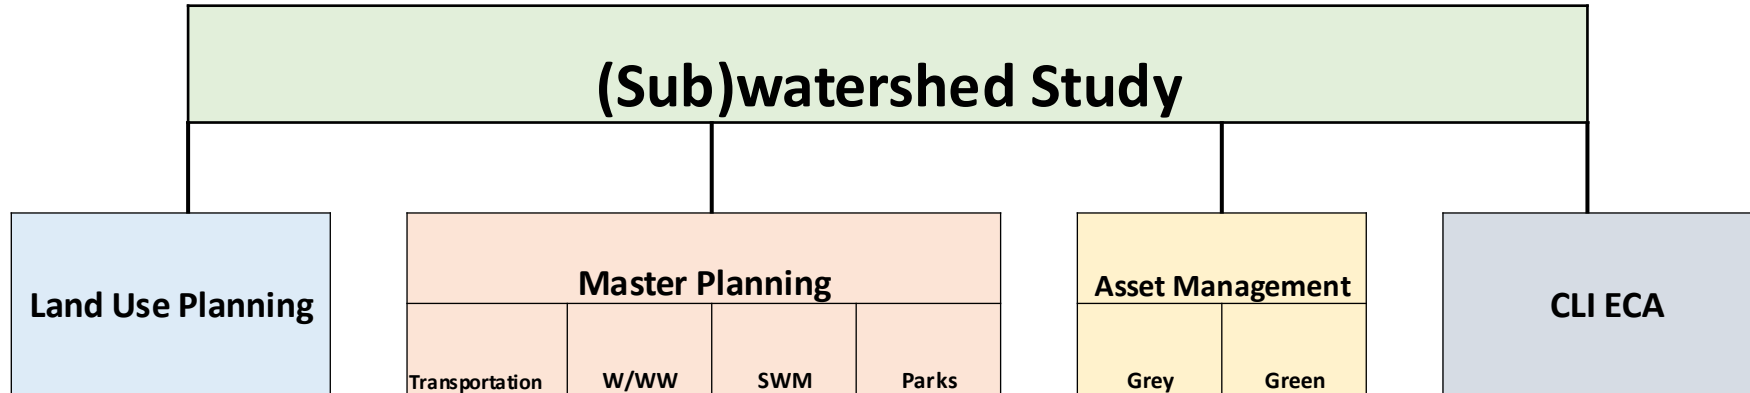 (Sub)watershed Study
Land Use Planning
Master Planning
Asset Management
CLI ECA
Transportation
W/WW
SWM
Parks
Grey
Green